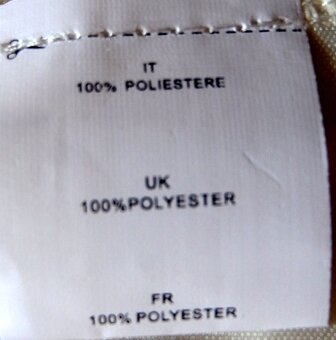 IT
100% POLIESTERE
UK
100%POLYESTER
FR
100% POLYESTER